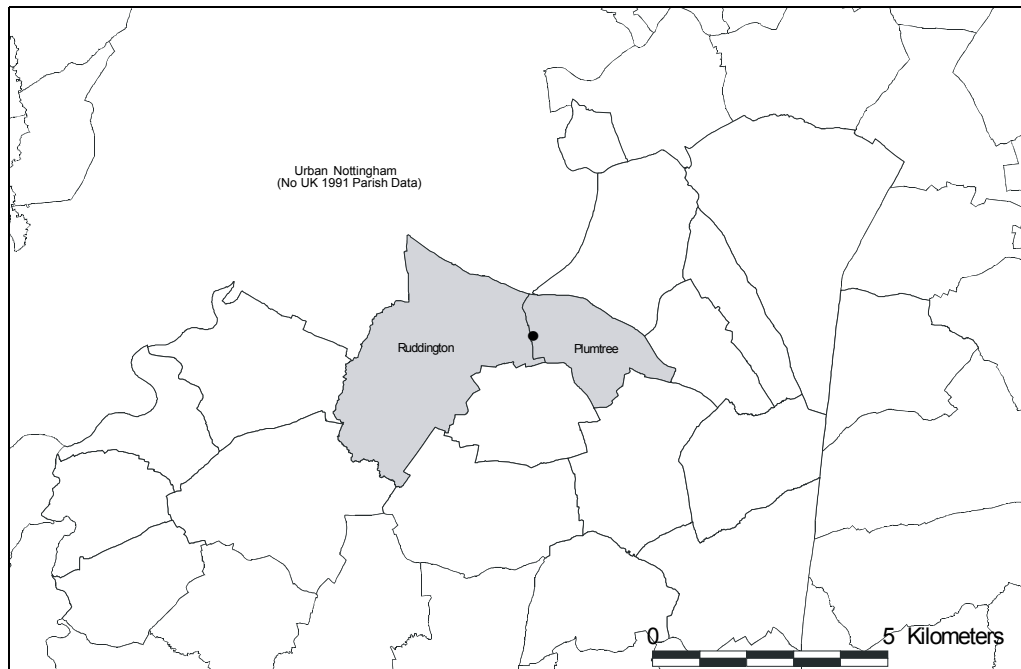 Urban Nottingham
(No UK 1991 Parish Data)
Ruddington
Plumtree
0
5 Kilometers